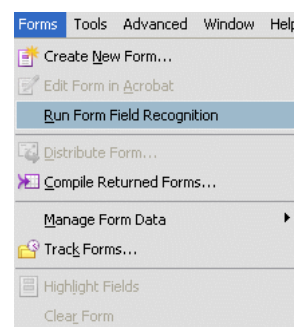 Forms Tools Advanced Window Help
Create New Form...
Edit Form in Acrobat
Run Form Field Recognition
Distribute Form...
Compile Returned Forms...
Manage Form Data
Track Forms...
Highlight Fields
Clear Form